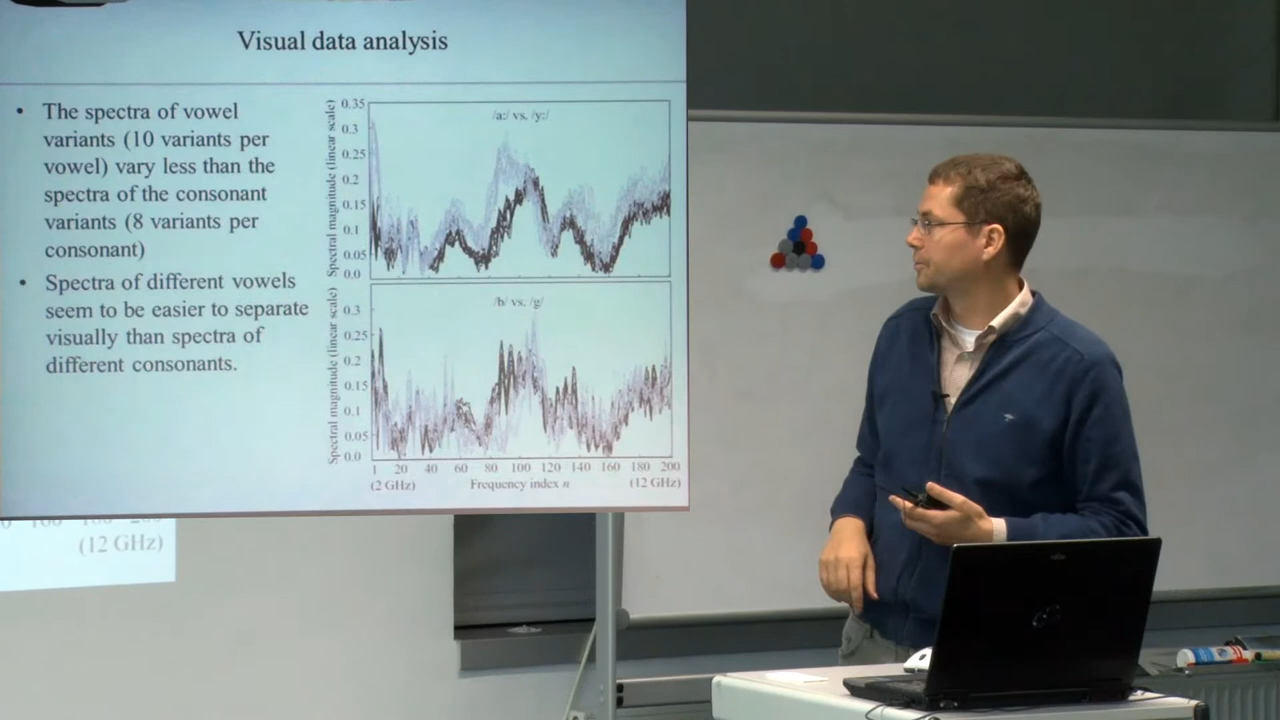 Visual data analysis
• The spectra of vowel
variants (10 variants per
vowel) vary less than the
spectra of the consonant
variants (8 variants per
consonant)
• Spectra of different vowels
seem to be easier to separate
visually than spectra of
different consonants.
/a:/ vs. /y:/
Spectral magnitude (linear scale)
0.35
0.3
0.25
0.2
0.15
0.1
0.05
0.0
/b/ vs. /g/
Spectral magnitude (linear scale)
0.3
0.25
0.2
0.15
0.1
0.05
0.0
1 20 40 60 80 100 120 140 160 180 200
(2 GHz) Frequency index n (12 GHz)
(12 GHz)